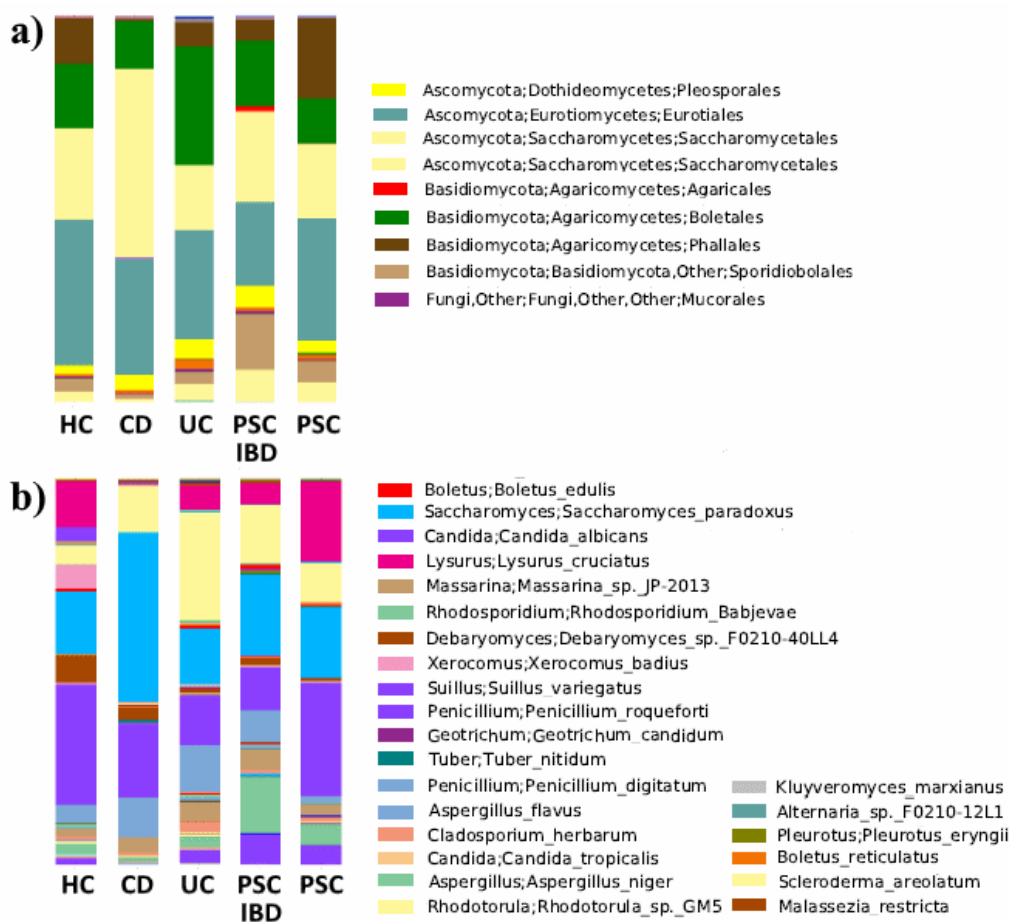 a)
Ascomycota;Dothideomycetes;Pleosporales
Ascomycota;Eurotiomycetes;Eurotiales
Ascomycota;Saccharomycetes;Saccharomycetales
Ascomycota;Saccharomycetes;Saccharomycetales
Basidiomycota;Agaricomycetes;Agaricales
Basidiomycota;Agaricomycetes;Boletales
Basidiomycota;Agaricomycetes;Phallales
Basidiomycota;Basidiomycota,Other;Sporidiobolales
Fungi,Other;Fungi,Other,Other;Mucorales
HC CD UC PSC IBD PSC
b)
Boletus;Boletus_edulis
Saccharomyces;Saccharomyces_paradoxus
Candida;Candida_albicans
Lysurus;Lysurus_cruciatus
Massarina;Massarina_sp._JP-2013
Rhodosporidium;Rhodosporidium_Babjevae
Debaryomyces;Debaryomyces_sp._F0210-40LL4
Xerocomus;Xerocomus_badius
Suillus;Suillus_variegatus
Penicillium;Penicillium_roqueforti
Geotrichum;Geotrichum_candidum
Tuber;Tuber_nitidum
Penicillium;Penicillium_digitatum
Aspergillus_flavus
Cladosporium_herbarum
Candida;Candida_tropicalis
Aspergillus;Aspergillus_niger
Rhodotorula;Rhodotorula_sp._GM5
Kluyveromyces_marxianus
Alternaria_sp._F0210-12L1
Pleurotus;Pleurotus_eryngii
Boletus_reticulatus
Scleroderma_areolatum
Malassezia_restricta
HC CD UC PSC IBD PSC